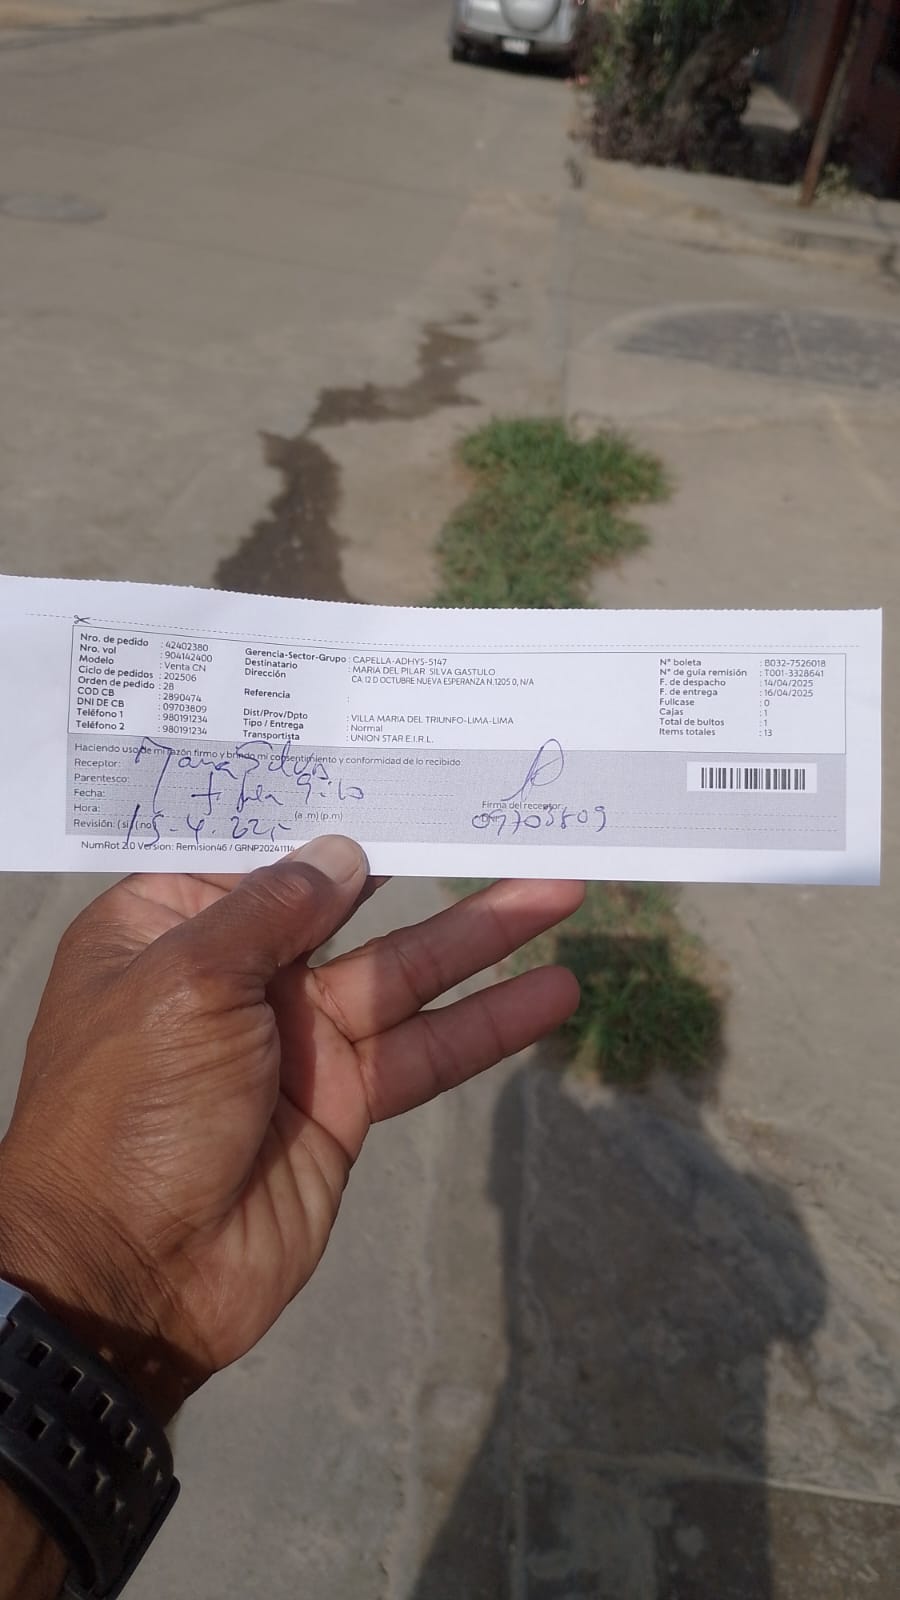 Nro. de pedido : 42402380
Nro. vol : 904142400
Modelo : Venta CN
Ciclo de pedidos : 202506
Orden de pedido : 28
COD CB : 2890474
DNI DE CB : 09703809
Teléfono 1 : 980191234
Teléfono 2 : 980191234
Gerencia-Sector-Grupo : CAPELLA-ADHYS-5147
Destinatario : MARIA DEL PILAR SILVA GASTULO
Dirección : CA.12 D OCTUBRE NUEVA ESPERANZA N.1205 0, N/A
Referencia :
Dist/Prov/Dpto : VILLA MARIA DEL TRIUNFO-LIMA-LIMA
Tipo / Entrega : Normal
Transportista : UNION STAR E.I.R.L.
N° boleta : B032-7526018
N° de guía remisión : T001-3328641
F. de despacho : 14/04/2025
F. de entrega : 16/04/2025
Fullcase : 0
Cajas : 1
Total de bultos : 1
Items totales : 13
Haciendo uso de mi razón firmo y brindo mi consentimiento y conformidad de lo recibido
Receptor: Maria Silva
Parentesco:
Fecha:
Hora: (a.m) (p.m)
Revisión: ( si) ( no)
Firma del receptor:
09703809
NumRot 2.0 Version: Remision46 / GRNP20241114